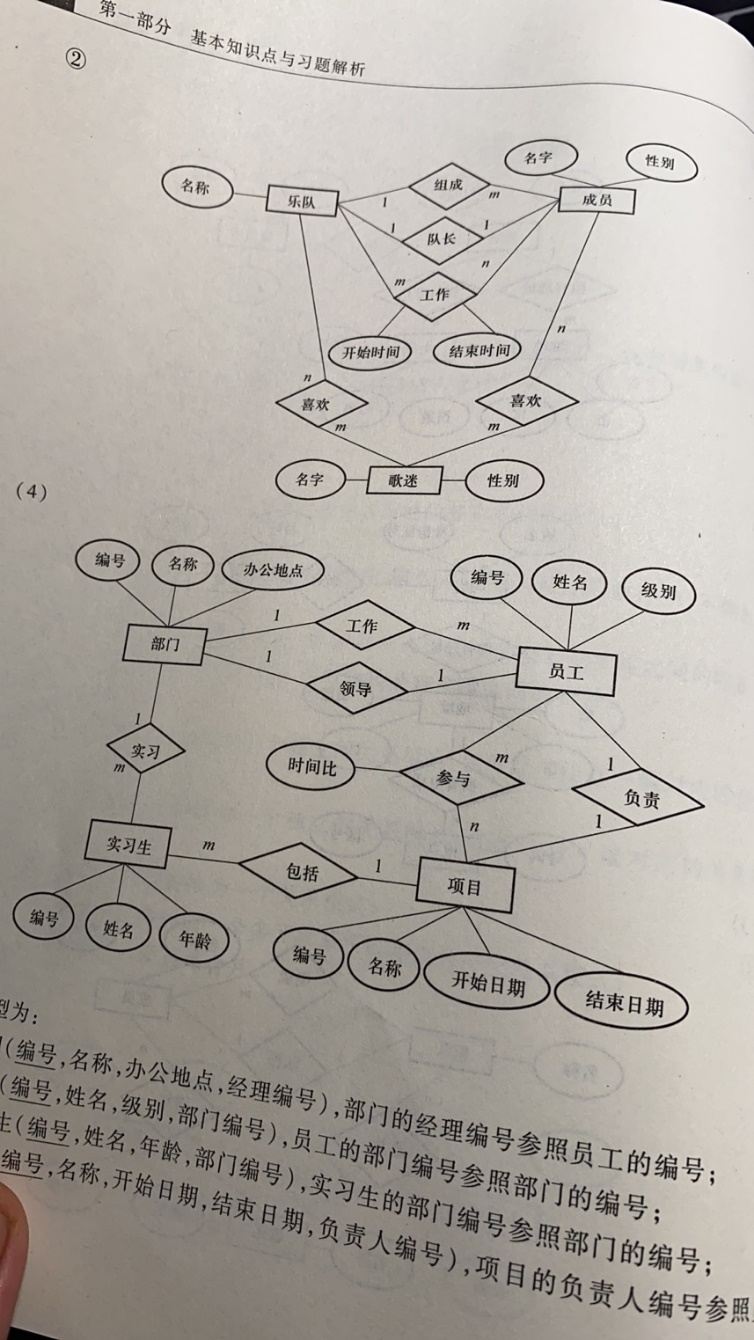 第一部分 基本知识点与习题解析
②
名字 性别
名称 乐队 组成 成员
1 m
1 队长 1
m 工作 n
开始时间 结束时间
n
n 喜欢 喜欢
m m
名字 歌迷 性别
(4)
编号 名称 办公地点 编号 姓名 级别
部门 1 工作 m 员工
1 领导 1
1 实习 m
时间比 参与 m 1 负责
n 1
实习生 m 包括 1 项目
编号 姓名 年龄
编号 名称 开始日期 结束日期
型为:
(编号,名称,办公地点,经理编号),部门的经理编号参照员工的编号;
(编号,姓名,级别,部门编号),员工的部门编号参照部门的编号;
生(编号,姓名,年龄,部门编号),实习生的部门编号参照部门的编号;
编号,名称,开始日期,结束日期,负责人编号),项目的负责人编号参照